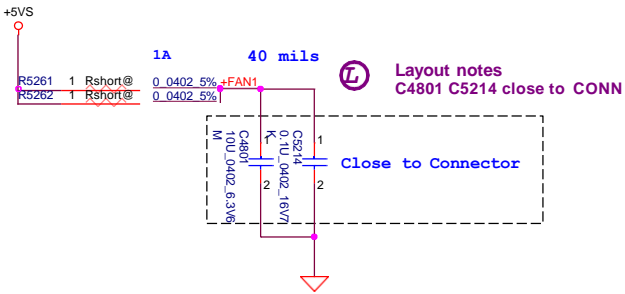 +5VS
1A
40 mils
L
Layout notes
C4801 C5214 close to CONN
R5261 1 Rshort@ 0_0402_5% +FAN1
R5262 1 Rshort@ 0_0402_5%
1
C4801
10U_0402_6.3V6
M
2
1
C5214
0.1U_0402_16V7
K
2
Close to Connector